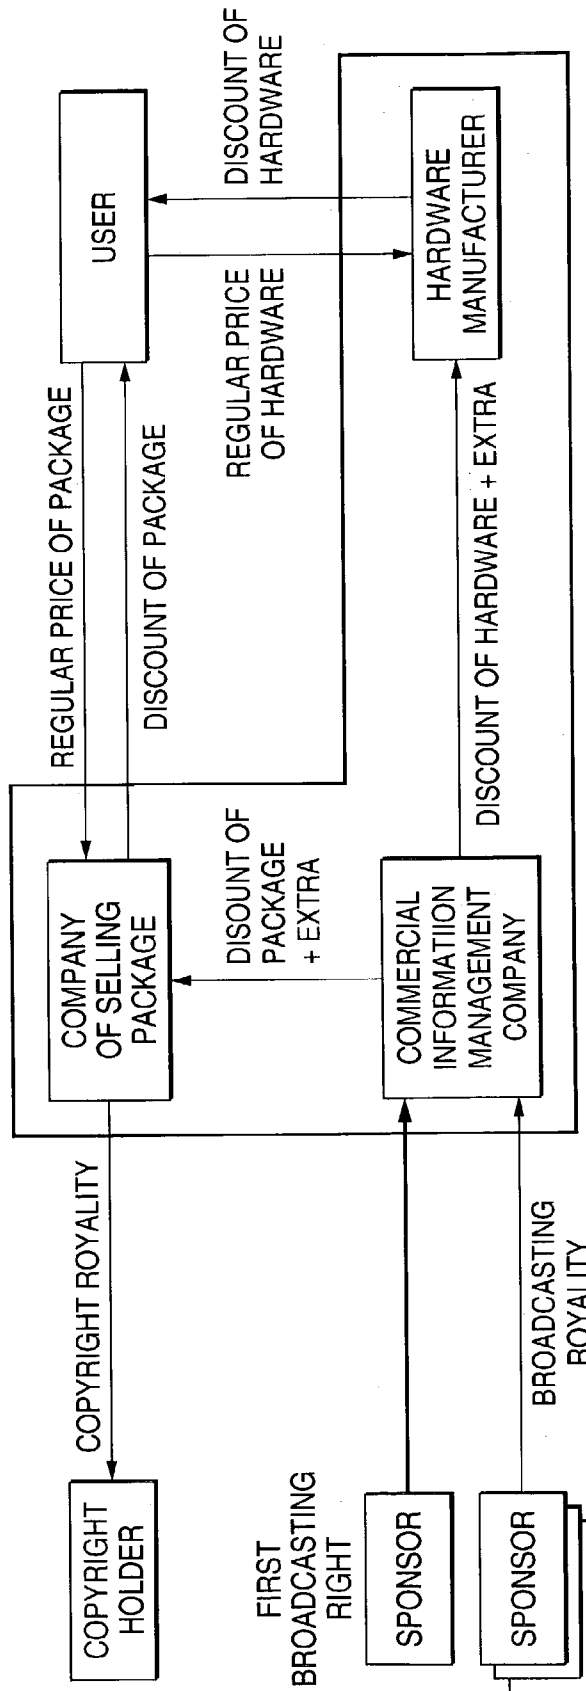 COPYRIGHT
HOLDER
COPYRIGHT ROYALITY
COMPANY
OF SELLING
PACKAGE
REGULAR PRICE OF PACKAGE
DISCOUNT OF PACKAGE
USER
DISOUNT OF
PACKAGE
+ EXTRA
REGULAR PRICE
OF HARDWARE
DISCOUNT OF
HARDWARE
FIRST
BROADCASTING
RIGHT
SPONSOR
COMMERCIAL
INFORMATIION
MANAGEMENT
COMPANY
DISCOUNT OF HARDWARE + EXTRA
HARDWARE
MANUFACTURER
SPONSOR
BROADCASTING
ROYALITY